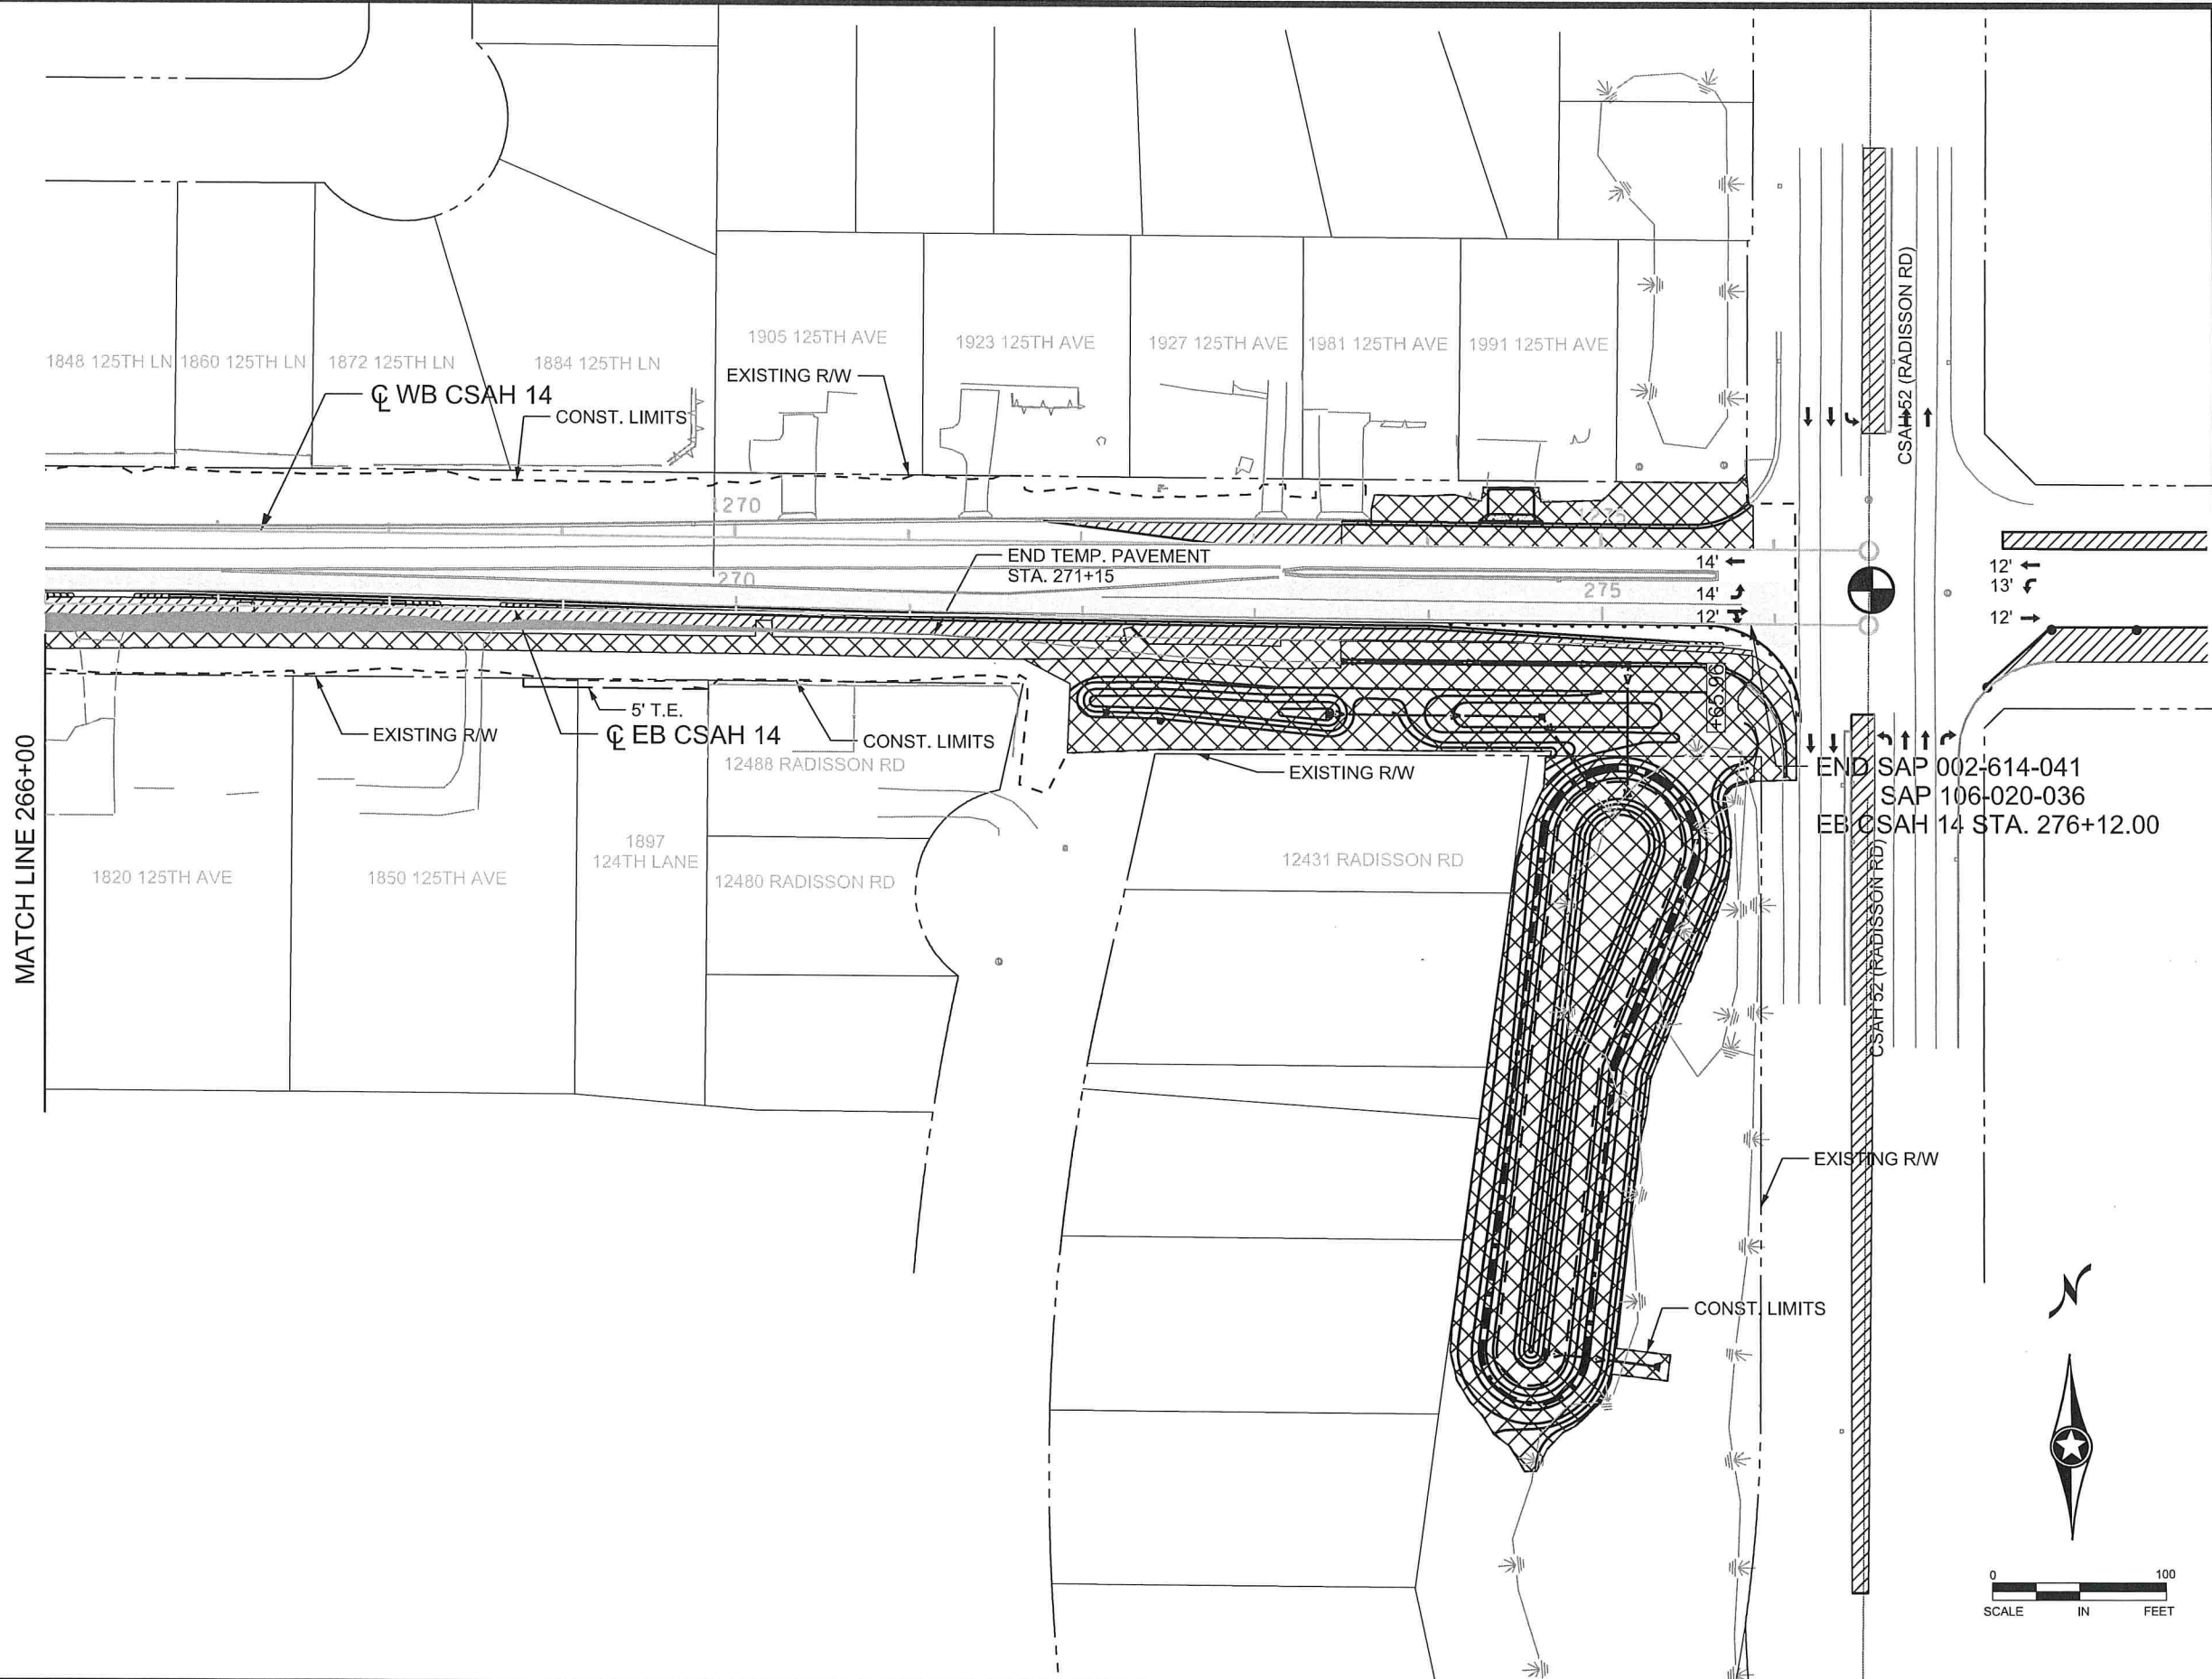 1848 125TH LN
1860 125TH LN
1872 125TH LN
1884 125TH LN
1905 125TH AVE
1923 125TH AVE
1927 125TH AVE
1981 125TH AVE
1991 125TH AVE
CSAH 52 (RADISSON RD)
℄ WB CSAH 14
CONST. LIMITS
EXISTING R/W
270
1275
END TEMP. PAVEMENT
STA. 271+15
270
275
14'
14'
12'
12'
13'
12'
+65.96
5' T.E.
EXISTING R/W
℄ EB CSAH 14
CONST. LIMITS
12488 RADISSON RD
EXISTING R/W
END SAP 002-614-041
SAP 106-020-036
EB CSAH 14 STA. 276+12.00
MATCH LINE 266+00
1820 125TH AVE
1850 125TH AVE
1897
124TH LANE
12480 RADISSON RD
12431 RADISSON RD
CSAH 52 (RADISSON RD)
EXISTING R/W
CONST. LIMITS
N
0 100
SCALE IN FEET